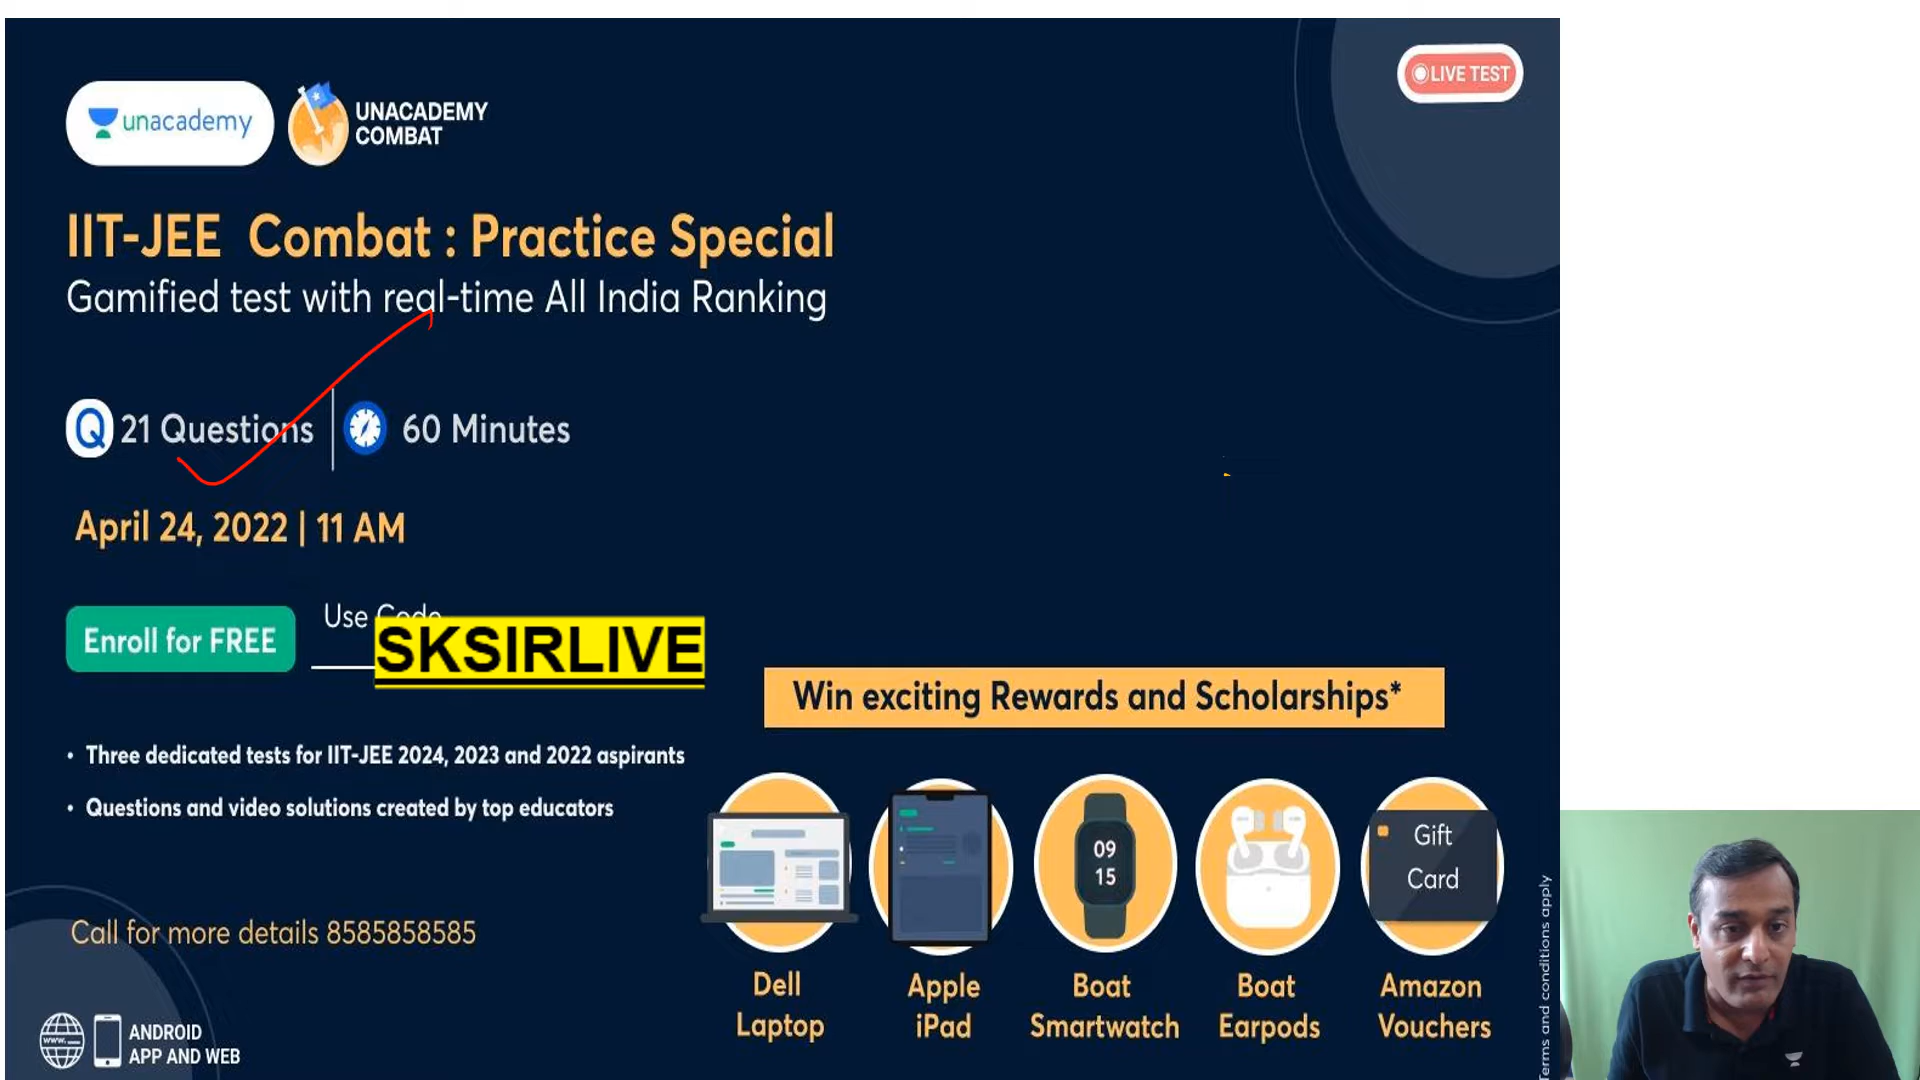 unacademy
UNACADEMY
COMBAT
LIVE TEST
IIT-JEE Combat : Practice Special
Gamified test with real-time All India Ranking
Q 21 Questions
60 Minutes
April 24, 2022 | 11 AM
Enroll for FREE
Use Code
SKSIRLIVE
Win exciting Rewards and Scholarships*
• Three dedicated tests for IIT-JEE 2024, 2023 and 2022 aspirants
• Questions and video solutions created by top educators
09
15
Gift
Card
Call for more details 8585858585
Dell
Laptop
Apple
iPad
Boat
Smartwatch
Boat
Earpods
Amazon
Vouchers
www.
ANDROID
APP AND WEB
Terms and conditions apply